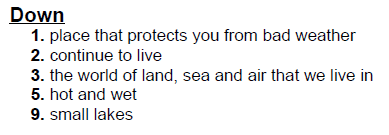 Down
1. place that protects you from bad weather
2. continue to live
3. the world of land, sea and air that we live in
5. hot and wet
9. small lakes